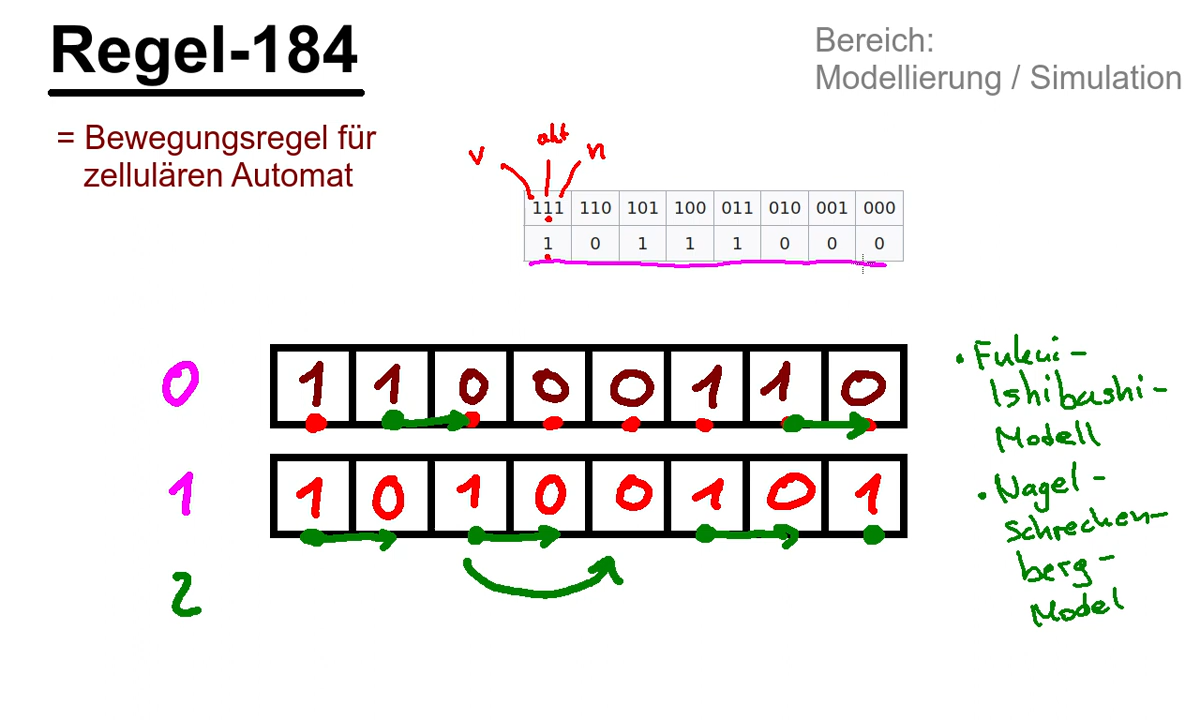 Regel-184
Bereich:
Modellierung / Simulation
= Bewegungsregel für
zellulären Automat
v akt n
111 110 101 100 011 010 001 000
1 0 1 1 1 0 0 0
0 1 1 0 0 0 1 1 0
1 1 0 1 0 0 1 0 1
2
• Fukui-
Ishibashi-
Modell
• Nagel-
Schrecken-
berg-
Model